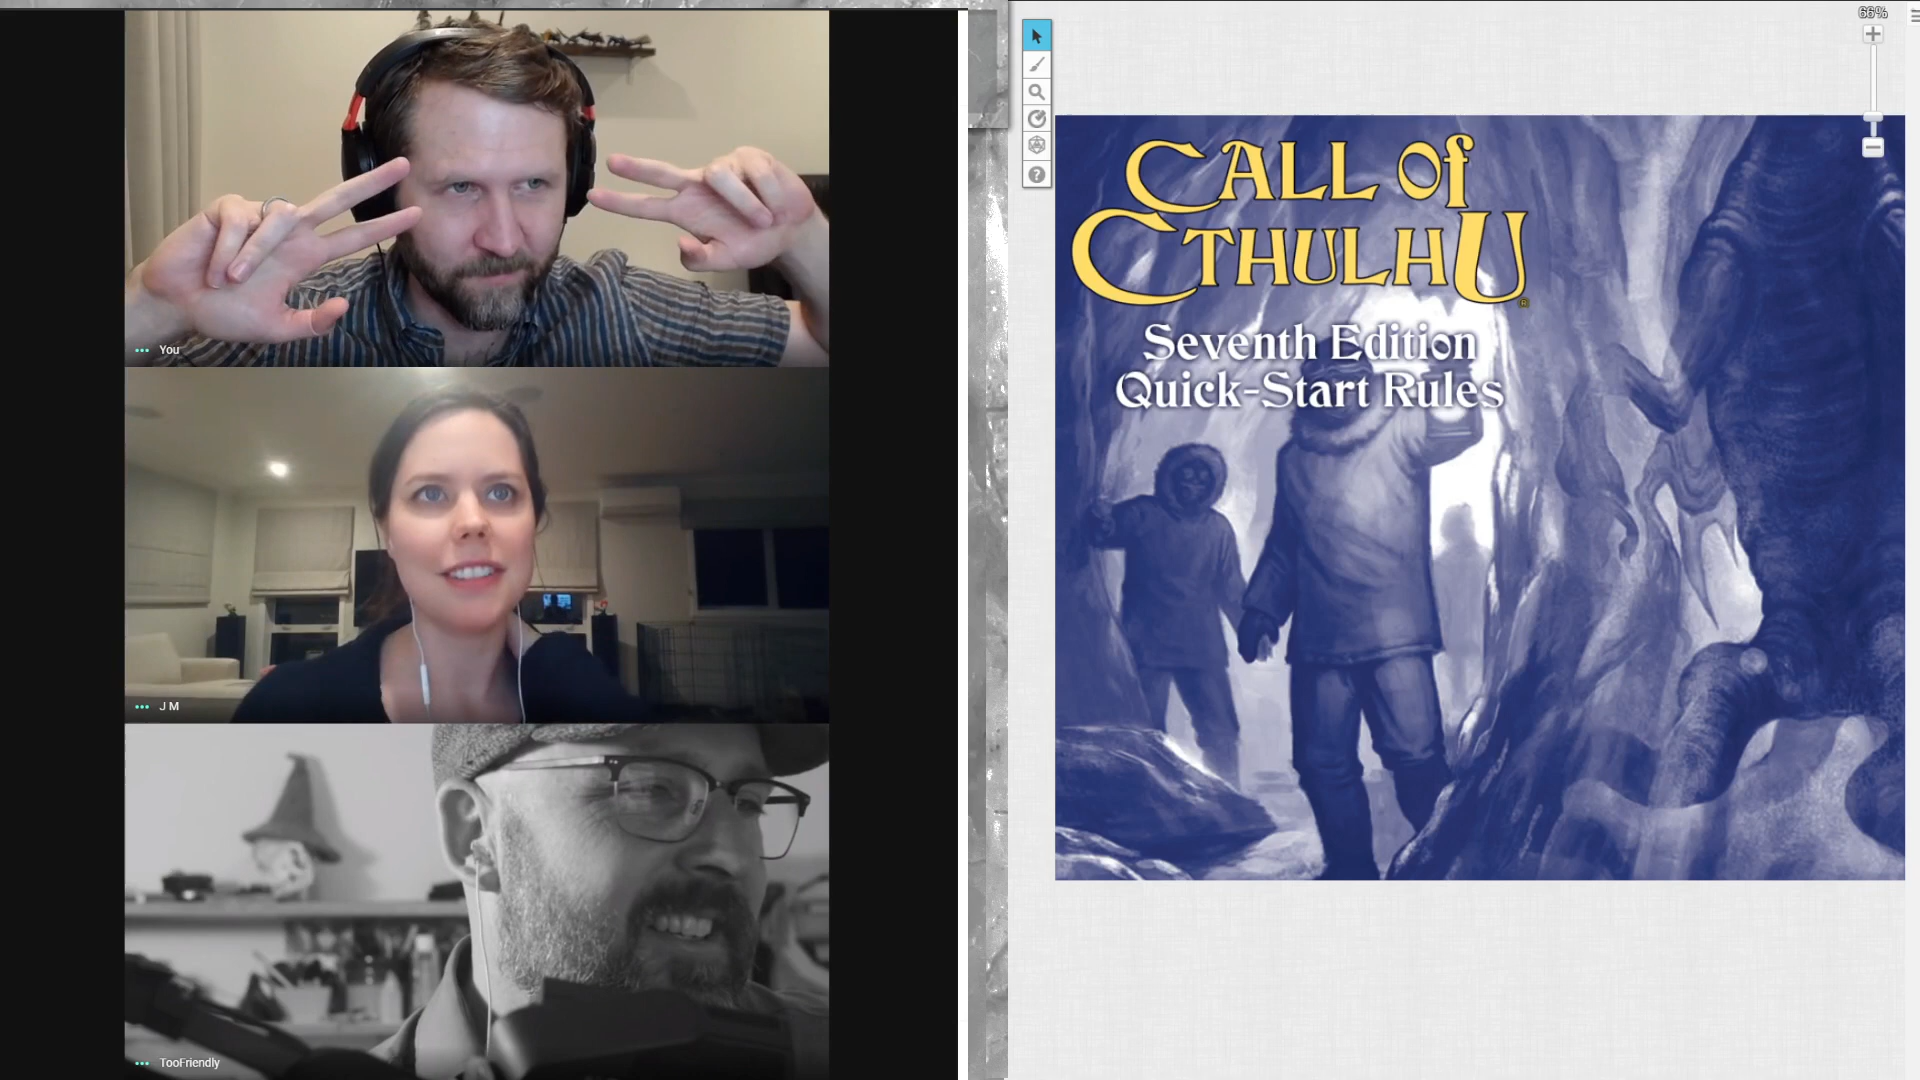 You
J M
TooFriendly
66%
CALL of
CTHULHU
®
Seventh Edition
Quick-Start Rules